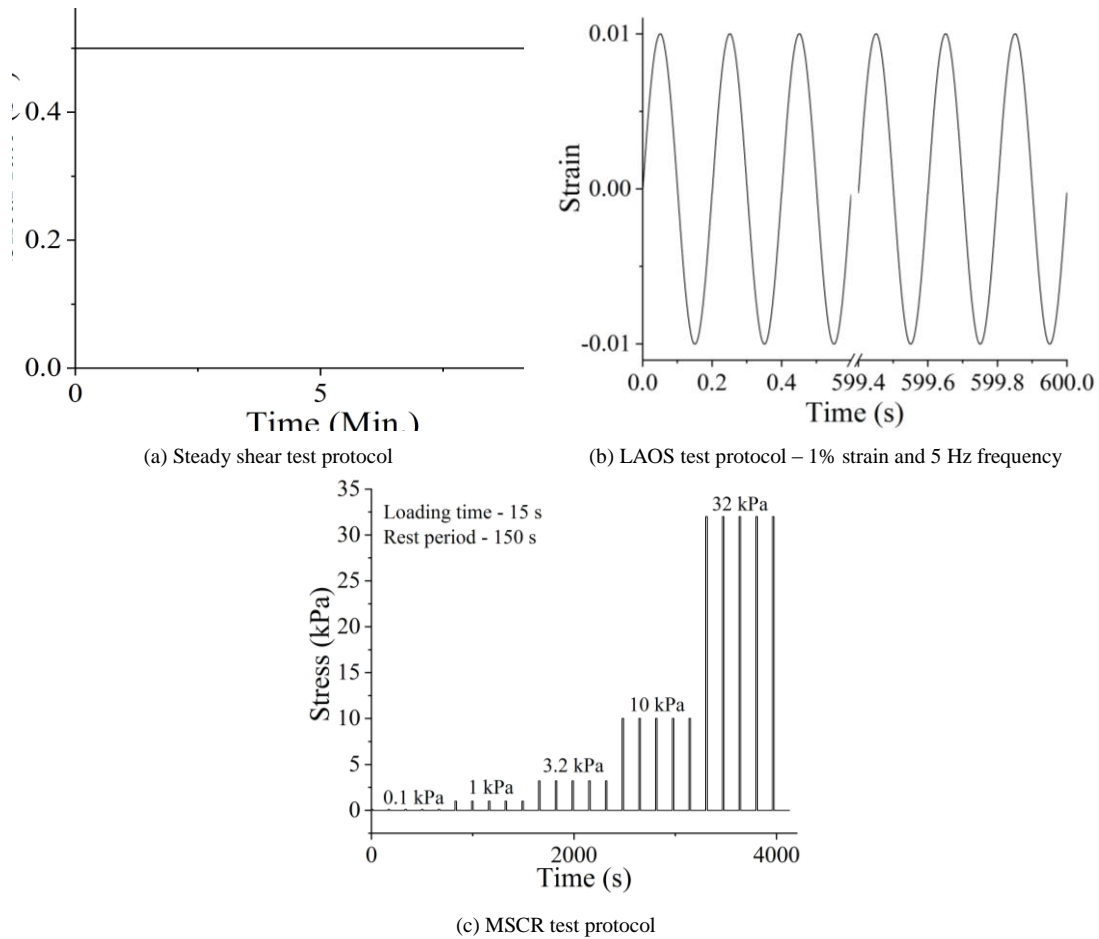 0.4
0.2
0.0
0
5
Time (Min.)
(a) Steady shear test protocol
0.01
0.00
-0.01
Strain
0.0 0.2 0.4 599.4 599.6 599.8 600.0
Time (s)
(b) LAOS test protocol – 1% strain and 5 Hz frequency
35
30
25
20
15
10
5
0
Stress (kPa)
Loading time - 15 s
Rest period - 150 s
0.1 kPa
1 kPa
3.2 kPa
10 kPa
32 kPa
0 2000 4000
Time (s)
(c) MSCR test protocol